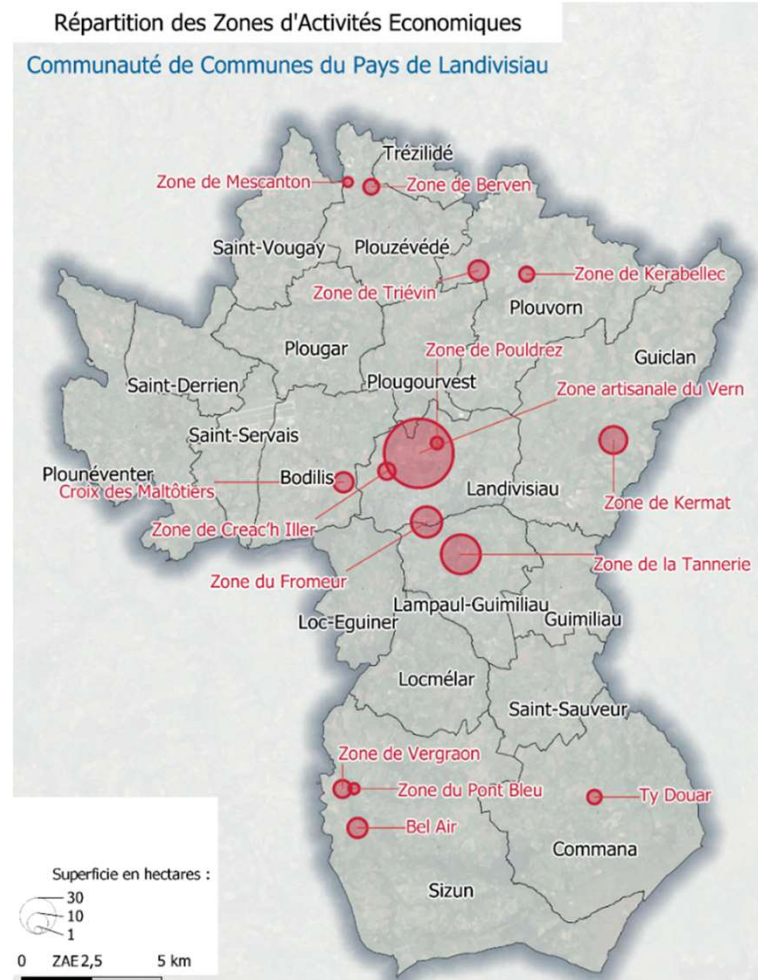 Répartition des Zones d'Activités Economiques
Communauté de Communes du Pays de Landivisiau
Trézilidé
Zone de Mescanton
Zone de Berven
Saint-Vougay
Plouzévédé
Zone de Triévin
Zone de Kerabellec
Plouvorn
Plougar
Zone de Pouldrez
Guiclan
Saint-Derrien
Plougourvest
Zone artisanale du Vern
Saint-Servais
Plounéventer
Bodilis
Landivisiau
Croix des Maltôtiers
Zone de Kermat
Zone de Creac'h Iller
Zone de la Tannerie
Zone du Fromeur
Lampaul-Guimiliau
Loc-Eguiner
Guimiliau
Locmélar
Saint-Sauveur
Zone de Vergraon
Zone du Pont Bleu
Ty Douar
Bel Air
Commana
Sizun
Superficie en hectares :
30
10
1
0 ZAE 2,5 5 km